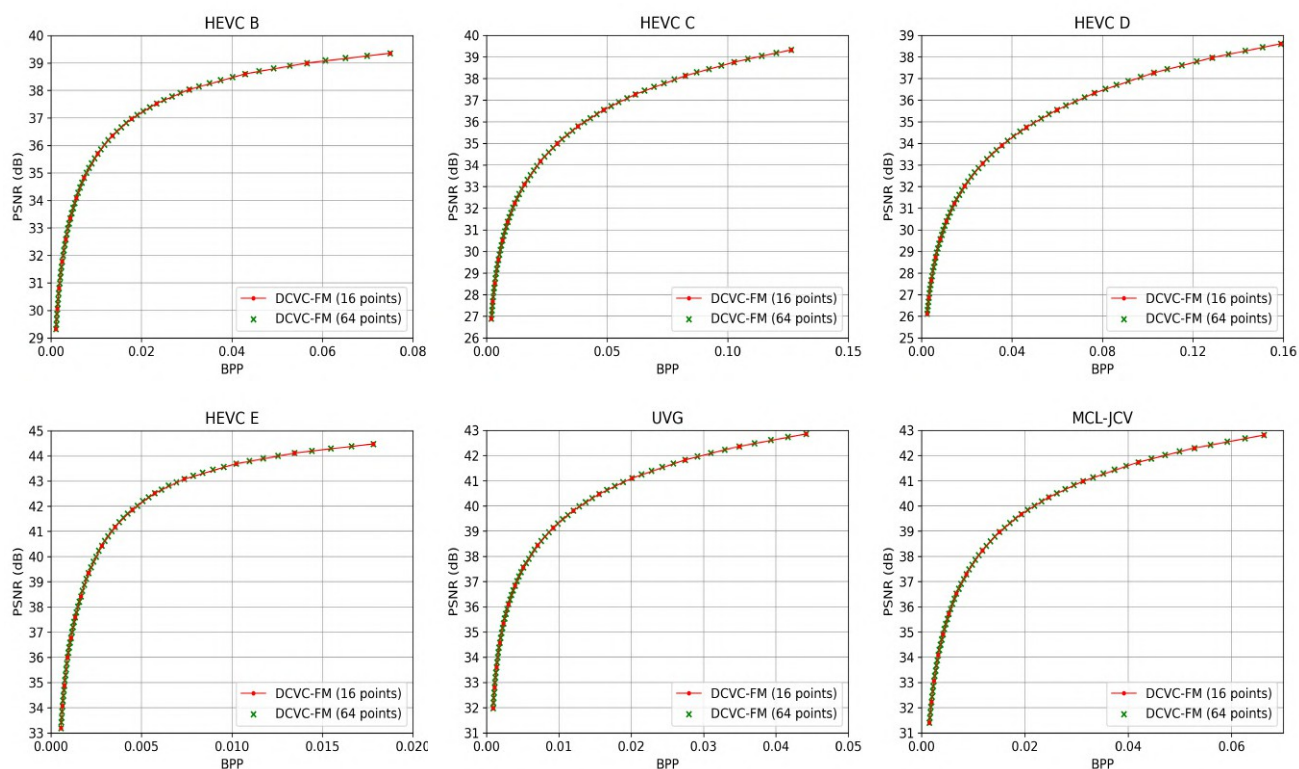 HEVC B
40
39
38
37
36
35
34
33
32
31
30
29
PSNR (dB)
0.00 0.02 0.04 0.06 0.08
BPP
DCVC-FM (16 points)
DCVC-FM (64 points)
HEVC C
40
39
38
37
36
35
34
33
32
31
30
29
28
27
26
PSNR (dB)
0.00 0.05 0.10 0.15
BPP
DCVC-FM (16 points)
DCVC-FM (64 points)
HEVC D
39
38
37
36
35
34
33
32
31
30
29
28
27
26
25
PSNR (dB)
0.00 0.04 0.08 0.12 0.16
BPP
DCVC-FM (16 points)
DCVC-FM (64 points)
HEVC E
45
44
43
42
41
40
39
38
37
36
35
34
33
PSNR (dB)
0.000 0.005 0.010 0.015 0.020
BPP
DCVC-FM (16 points)
DCVC-FM (64 points)
UVG
43
42
41
40
39
38
37
36
35
34
33
32
31
PSNR (dB)
0.00 0.01 0.02 0.03 0.04 0.05
BPP
DCVC-FM (16 points)
DCVC-FM (64 points)
MCL-JCV
43
42
41
40
39
38
37
36
35
34
33
32
31
PSNR (dB)
0.00 0.02 0.04 0.06
BPP
DCVC-FM (16 points)
DCVC-FM (64 points)